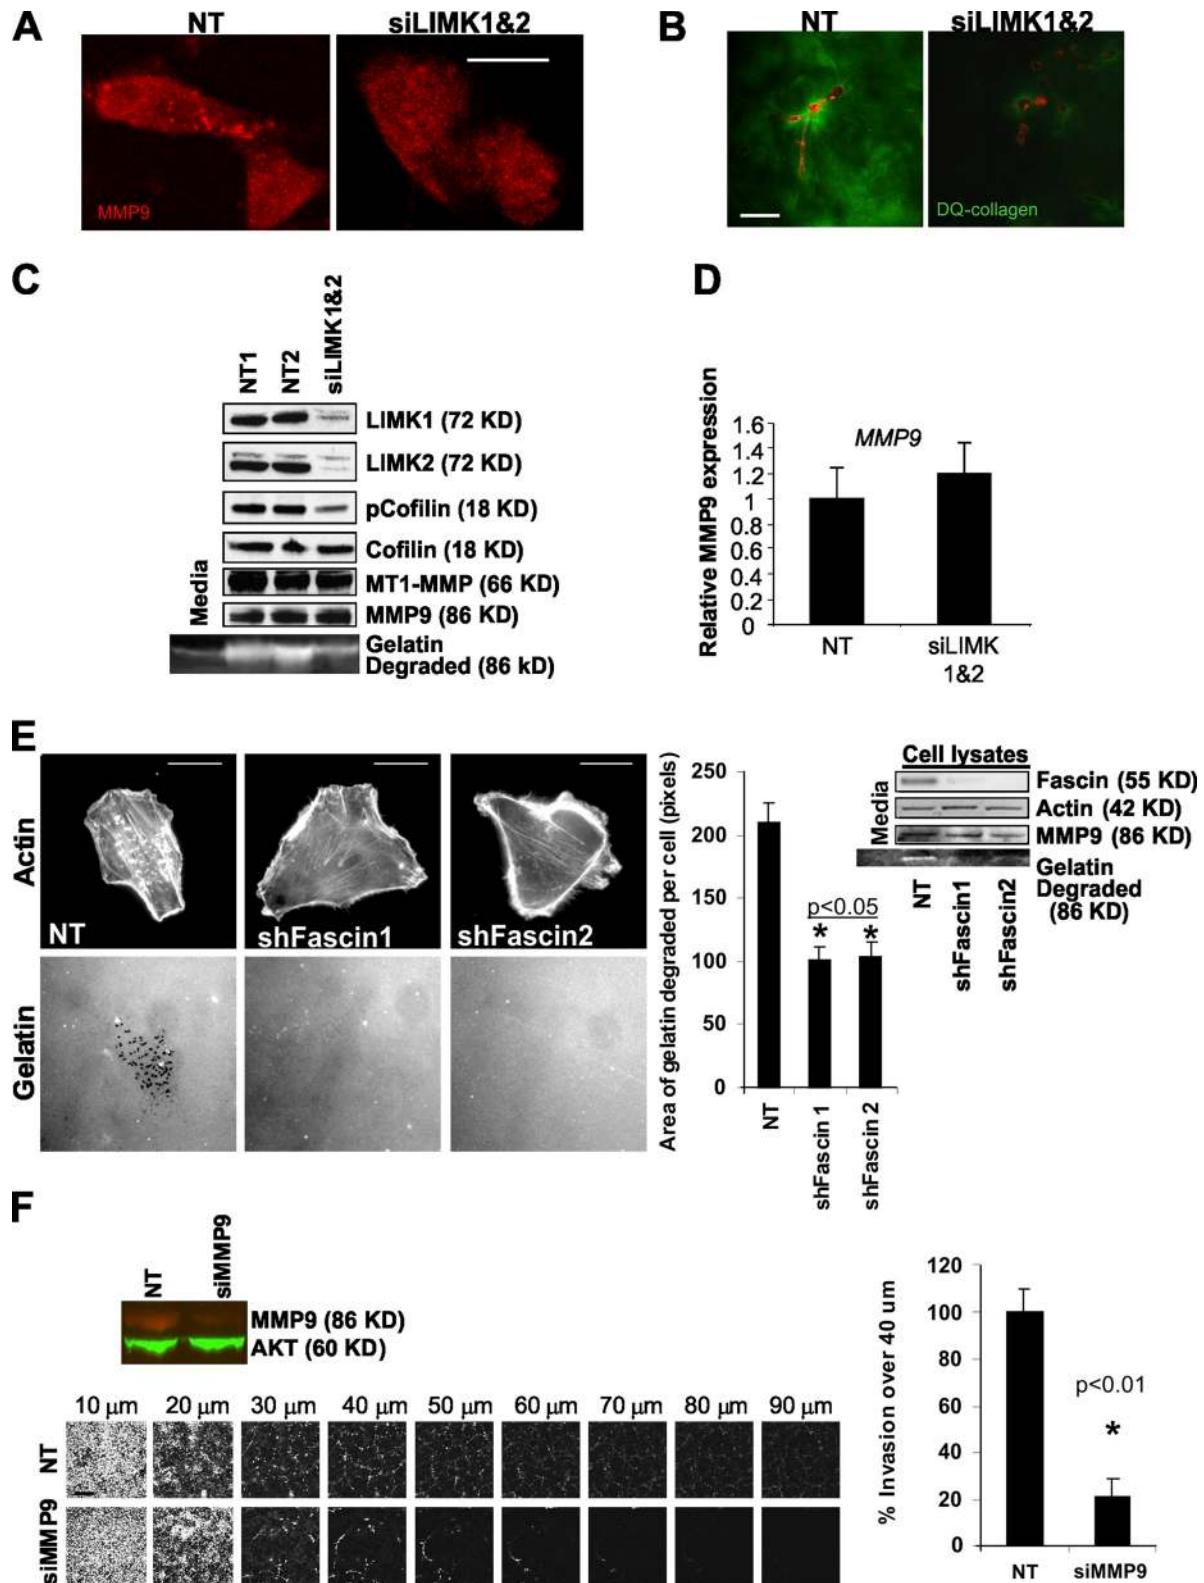 A
NT
siLIMK1&2
MMP9
B
NT
siLIMK1&2
DQ-collagen
C
NT1
NT2
siLIMK1&2
LIMK1 (72 KD)
LIMK2 (72 KD)
pCofilin (18 KD)
Cofilin (18 KD)
MT1-MMP (66 KD)
MMP9 (86 KD)
Media
Gelatin
Degraded (86 kD)
D
Relative MMP9 expression
1.6
1.4
1.2
1
0.8
0.6
0.4
0.2
0
MMP9
NT
siLIMK
1&2
E
Actin
NT
shFascin1
shFascin2
Gelatin
Area of gelatin degraded per cell (pixels)
250
200
150
100
50
0
p<0.05
* *
NT
shFascin 1
shFascin 2
Cell lysates
Media
Fascin (55 KD)
Actin (42 KD)
MMP9 (86 KD)
Gelatin
Degraded
(86 KD)
NT
shFascin1
shFascin2
F
NT
siMMP9
MMP9 (86 KD)
AKT (60 KD)
10 µm 20 µm 30 µm 40 µm 50 µm 60 µm 70 µm 80 µm 90 µm
NT
siMMP9
% Invasion over 40 um
120
100
80
60
40
20
0
p<0.01
*
NT
siMMP9